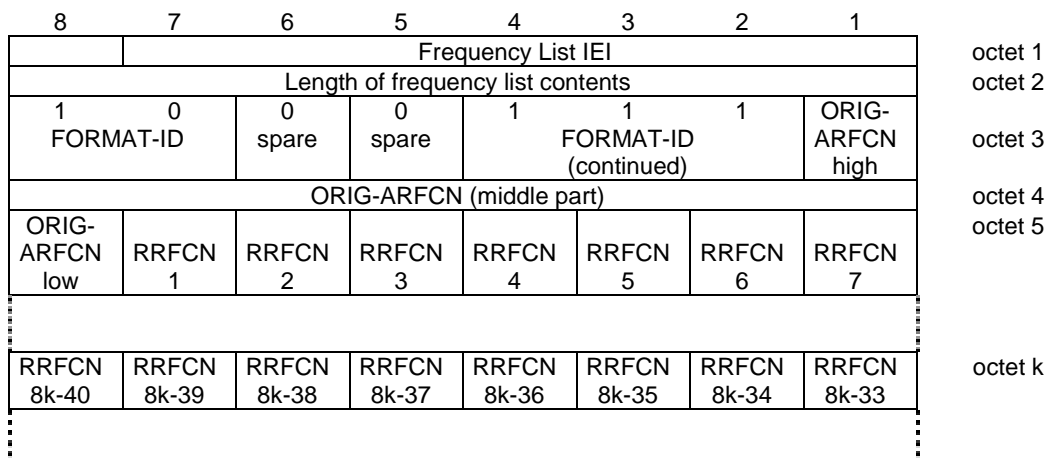 8 7 6 5 4 3 2 1
Frequency List IEI octet 1
Length of frequency list contents octet 2
1 0 0 0 1 1 1 ORIG-
FORMAT-ID spare spare FORMAT-ID ARFCN octet 3
(continued) high
ORIG-ARFCN (middle part) octet 4
ORIG- octet 5
ARFCN RRFCN RRFCN RRFCN RRFCN RRFCN RRFCN RRFCN
low 1 2 3 4 5 6 7
RRFCN RRFCN RRFCN RRFCN RRFCN RRFCN RRFCN RRFCN octet k
8k-40 8k-39 8k-38 8k-37 8k-36 8k-35 8k-34 8k-33